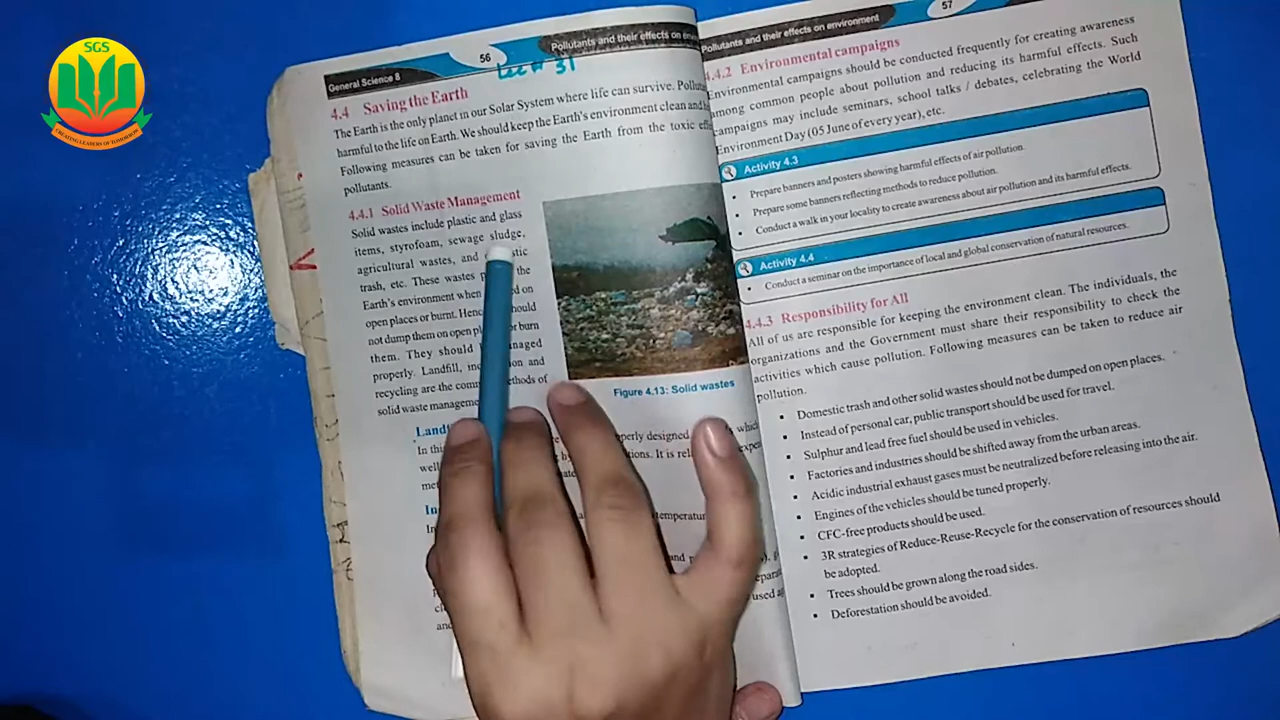 SGS
CREATING LEADERS OF TOMORROW
General Science 8
56
Pollutants and their effects on
Lec # 31
4.4 Saving the Earth
The Earth is the only planet in our Solar System where life can survive.
harmful to the life on Earth. We should keep the Earth's environment clean and
Following measures can be taken for saving the Earth from the toxic
pollutants.
4.4.1 Solid Waste Management
Solid wastes include plastic and glass
items, styrofoam, sewage sludge,
agricultural wastes, and
trash, etc. These wastes the
Earth's environment when on
open places or burnt.
not dump them on open or burn
them. They should
properly. Landfill, and
recycling are the
solid waste
Figure 4.13: Solid wastes
In
and
used
57
Pollutants and their effects on environment
4.4.2 Environmental campaigns
Environmental campaigns should be conducted frequently for creating awareness
among common people about pollution and reducing its harmful effects. Such
campaigns may include seminars, school talks / debates, celebrating the World
Environment Day (05 June of every year), etc.
Activity 4.3
▪ Prepare banners and posters showing harmful effects of air pollution.
▪ Prepare some banners reflecting methods to reduce pollution.
▪ Conduct a walk in your locality to create awareness about air pollution and its harmful effects.
Activity 4.4
▪ Conduct a seminar on the importance of local and global conservation of natural resources.
4.4.3 Responsibility for All
All of us are responsible for keeping the environment clean. The individuals, the
organizations and the Government must share their responsibility to check the
activities which cause pollution. Following measures can be taken to reduce air
pollution.
▪ Domestic trash and other solid wastes should not be dumped on open places.
▪ Instead of personal car, public transport should be used for travel.
▪ Sulphur and lead free fuel should be used in vehicles.
▪ Factories and industries should be shifted away from the urban areas.
▪ Acidic industrial exhaust gases must be neutralized before releasing into the air.
▪ Engines of the vehicles should be tuned properly.
▪ CFC-free products should be used.
▪ 3R strategies of Reduce-Reuse-Recycle for the conservation of resources should
be adopted.
▪ Trees should be grown along the road sides.
▪ Deforestation should be avoided.